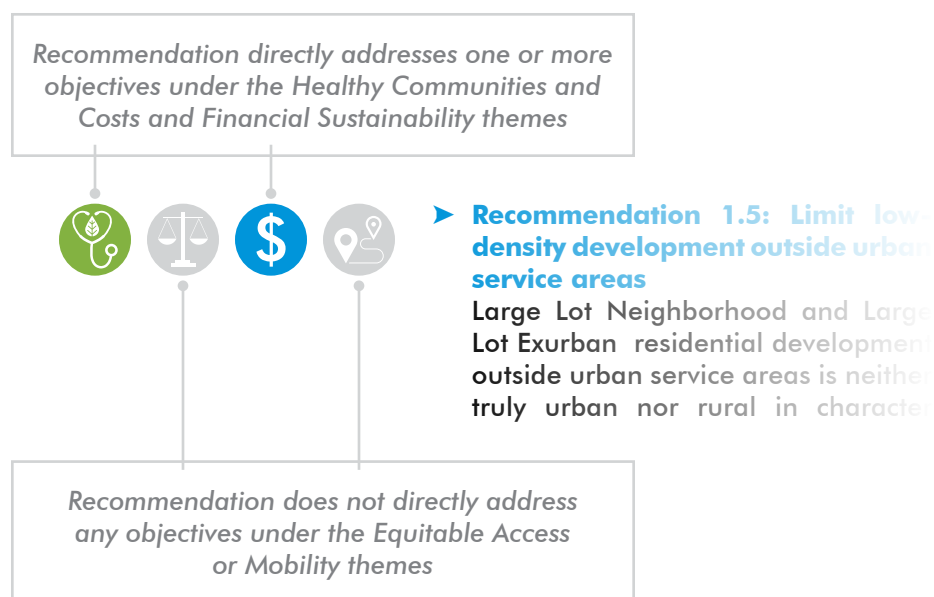 Recommendation directly addresses one or more
objectives under the Healthy Communities and
Costs and Financial Sustainability themes
$
➤ Recommendation 1.5: Limit low-
density development outside urban
service areas
Large Lot Neighborhood and Large
Lot Exurban residential development
outside urban service areas is neither
truly urban nor rural in character
Recommendation does not directly address
any objectives under the Equitable Access
or Mobility themes